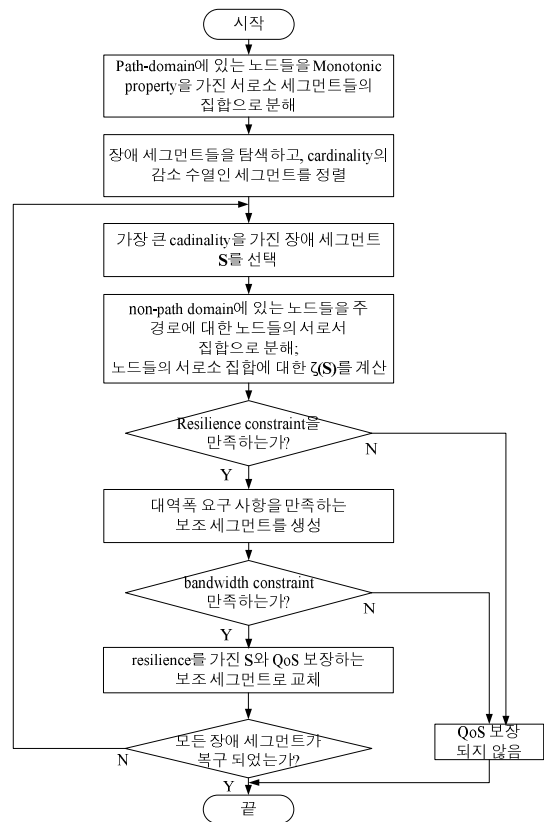 시작
Path-domain에 있는 노드들을 Monotonic
property을 가진 서로소 세그먼트들의
집합으로 분해
장애 세그먼트들을 탐색하고, cardinality의
감소 수열인 세그먼트를 정렬
가장 큰 cadinality을 가진 장애 세그먼트
S를 선택
non-path domain에 있는 노드들을 주
경로에 대한 노드들의 서로서
집합으로 분해;
노드들의 서로소 집합에 대한 ζ(S)를 계산
Resilience constraint을
만족하는가?
N
Y
대역폭 요구 사항을 만족하는
보조 세그먼트를 생성
bandwidth constraint
만족하는가?
N
Y
resilience를 가진 S와 QoS 보장하는
보조 세그먼트로 교체
QoS 보장
되지 않음
모든 장애 세그먼트가
복구 되었는가?
N
Y
끝